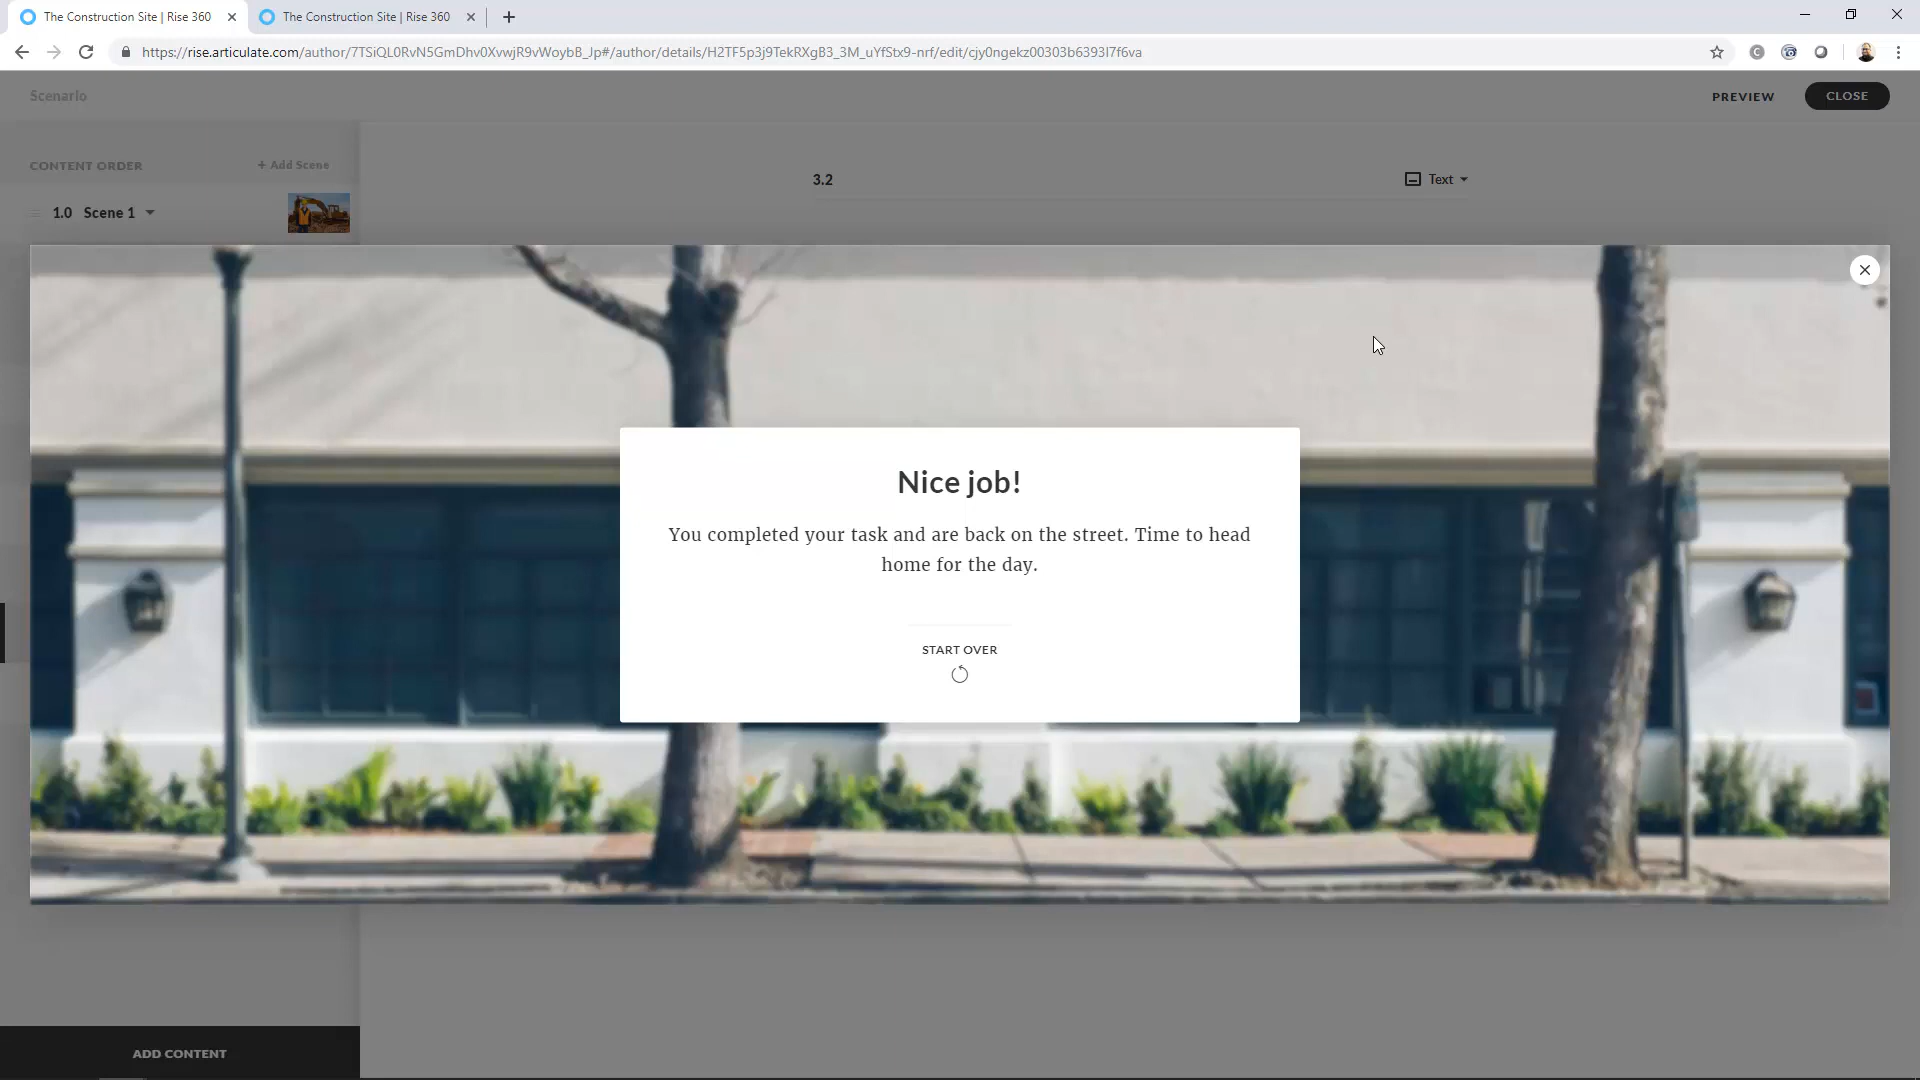 The Construction Site | Rise 360
The Construction Site | Rise 360
https://rise.articulate.com/author/7TSiQL0RvN5GmDhv0XvwjR9vWoybB_Jp#/author/details/H2TF5p3j9TekRXgB3_3M_uYfStx9-nrf/edit/cjy0ngekz00303b6393l7f6va
Scenario
PREVIEW
CLOSE
CONTENT ORDER
+ Add Scene
3.2
Text
1.0 Scene 1
Nice job!
You completed your task and are back on the street. Time to head
home for the day.
START OVER
ADD CONTENT